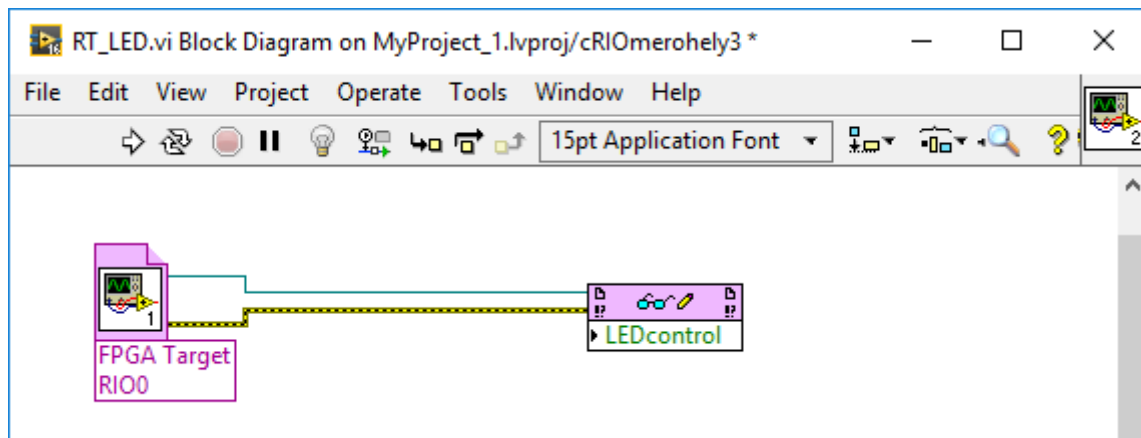 RT_LED.vi Block Diagram on MyProject_1.lvproj/cRIOmerohely3 *
File Edit View Project Operate Tools Window Help
15pt Application Font
2
1
LEDcontrol
FPGA Target
RIO0